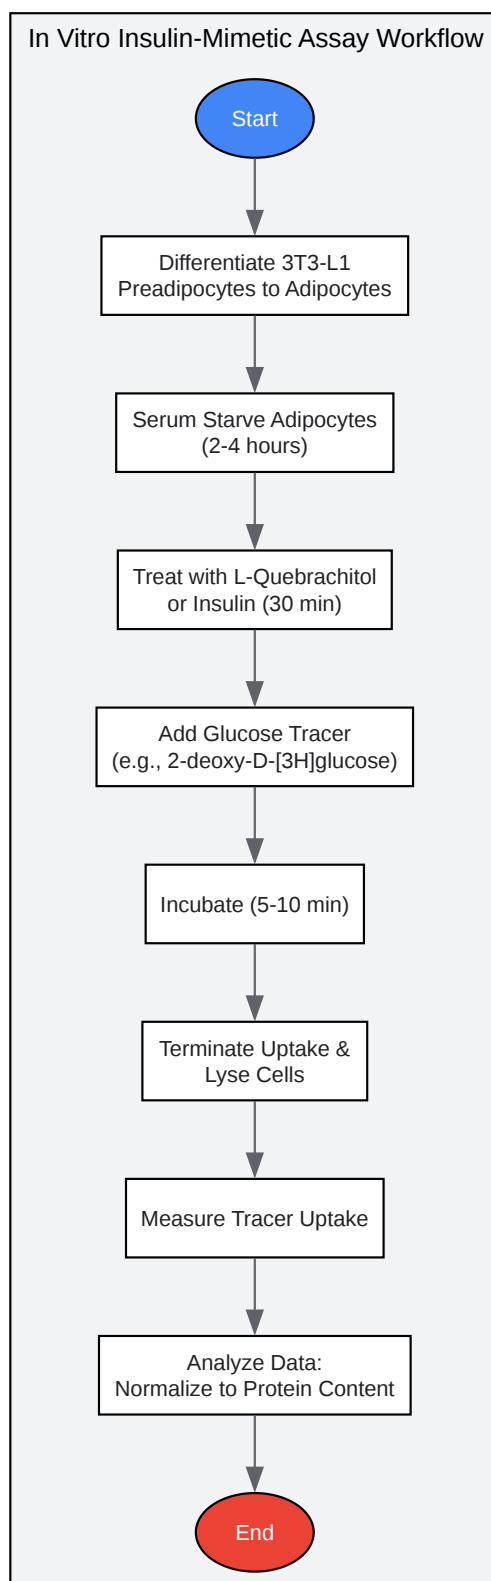 In Vitro Insulin-Mimetic Assay Workflow
Start
Differentiate 3T3-L1
Preadipocytes to Adipocytes
Serum Starve Adipocytes
(2-4 hours)
Treat with L-Quebrachitol
or Insulin (30 min)
Add Glucose Tracer
(e.g., 2-deoxy-D-[3H]glucose)
Incubate (5-10 min)
Terminate Uptake &
Lyse Cells
Measure Tracer Uptake
Analyze Data:
Normalize to Protein Content
End